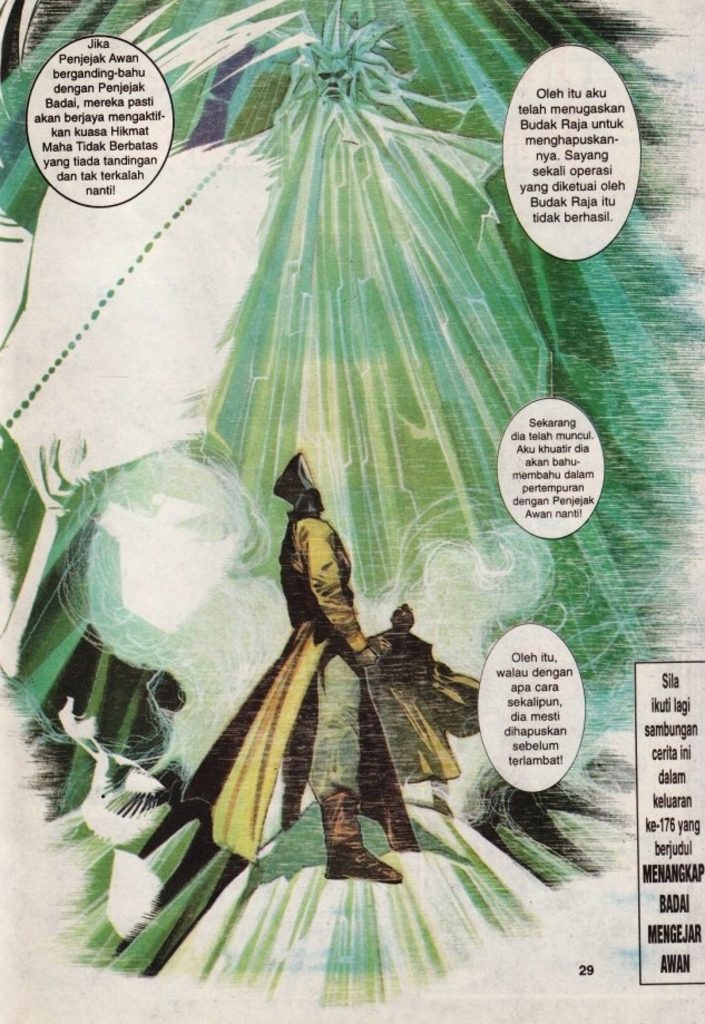 Jika
Penjejak Awan
berganding-bahu
dengan Penjejak
Badai, mereka pasti
akan berjaya mengaktif-
kan kuasa Hikmat
Maha Tidak Berbatas
yang tiada tandingan
dan tak terkalah
nanti!
Oleh itu aku
telah menugaskan
Budak Raja untuk
menghapuskan-
nya. Sayang
sekali operasi
yang diketuai oleh
Budak Raja itu
tidak berhasil.
Sekarang
dia telah muncul.
Aku khuatir dia
akan bahu-
membahu dalam
pertempuran
dengan Penjejak
Awan nanti!
Oleh itu,
walau dengan
apa cara
sekalipun,
dia mesti
dihapuskan
sebelum
terlambat!
Sila
ikuti lagi
sambungan
cerita ini
dalam
keluaran
ke-176 yang
berjudul
MENANGKAP
BADAI
MENGEJAR
AWAN
29